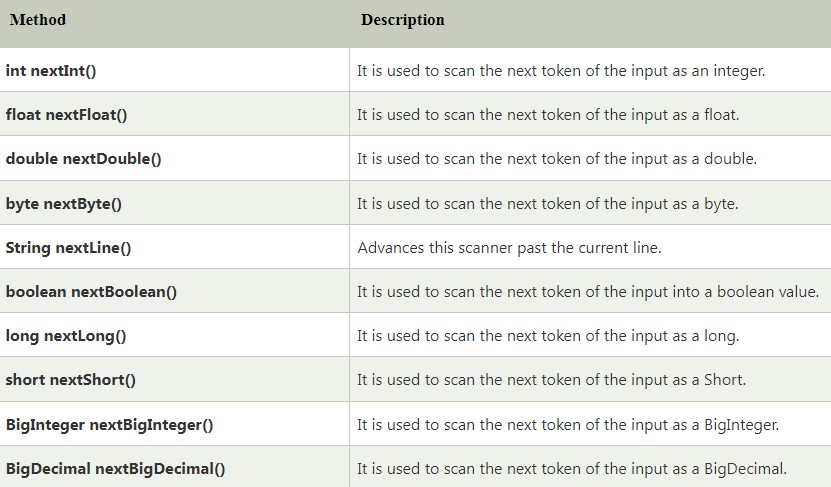 Method Description
int nextInt() It is used to scan the next token of the input as an integer.
float nextFloat() It is used to scan the next token of the input as a float.
double nextDouble() It is used to scan the next token of the input as a double.
byte nextByte() It is used to scan the next token of the input as a byte.
String nextLine() Advances this scanner past the current line.
boolean nextBoolean() It is used to scan the next token of the input into a boolean value.
long nextLong() It is used to scan the next token of the input as a long.
short nextShort() It is used to scan the next token of the input as a Short.
BigInteger nextBigInteger() It is used to scan the next token of the input as a BigInteger.
BigDecimal nextBigDecimal() It is used to scan the next token of the input as a BigDecimal.